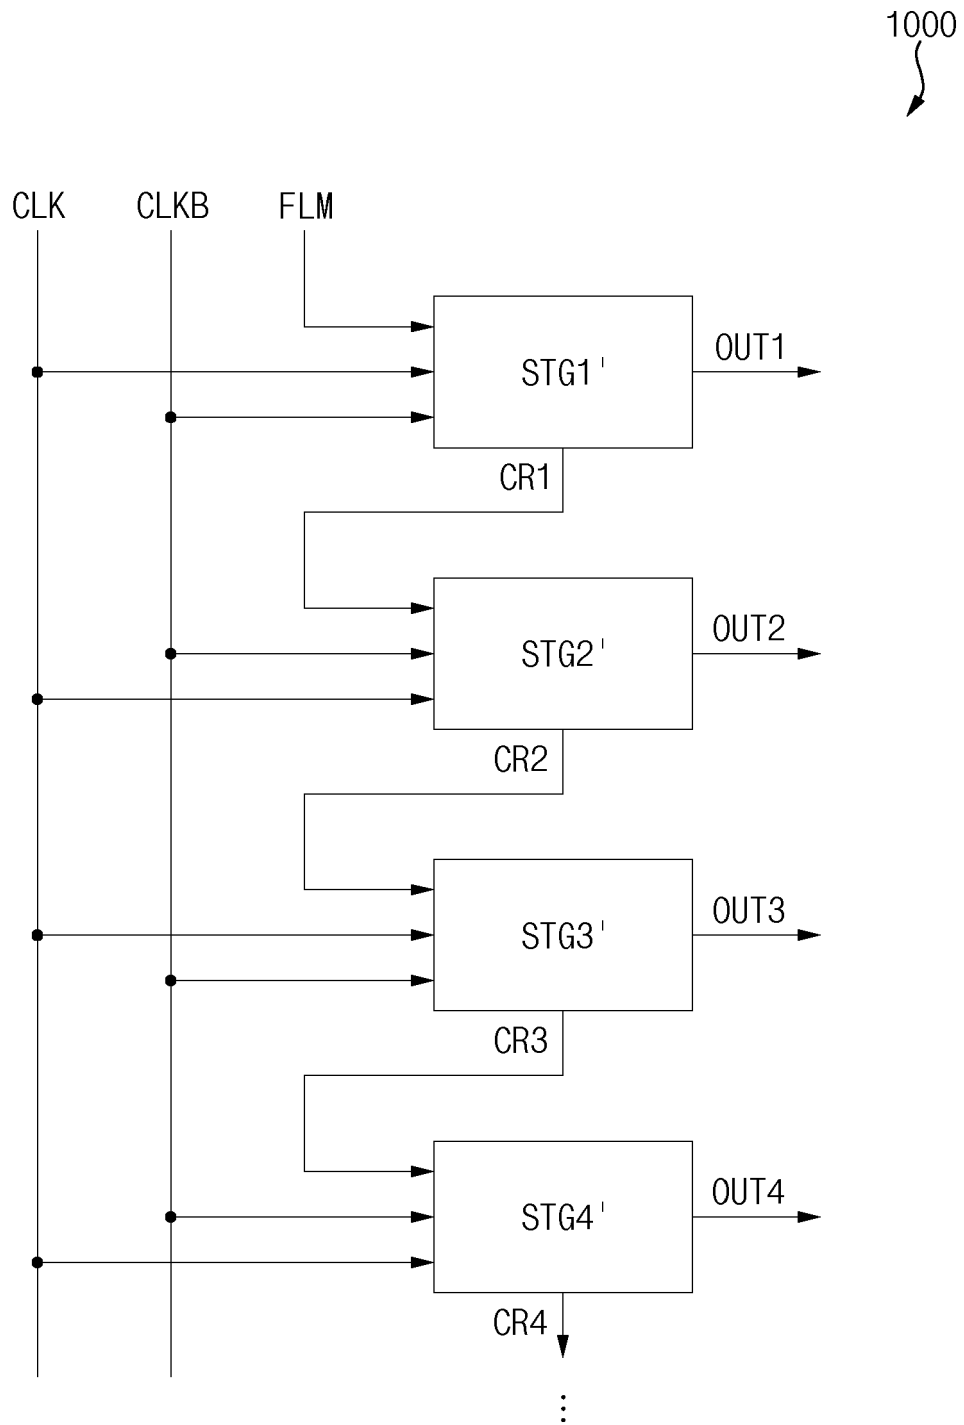 1000
CLK CLKB FLM
STG1'
OUT1
CR1
STG2'
OUT2
CR2
STG3'
OUT3
CR3
STG4'
OUT4
CR4
⋮